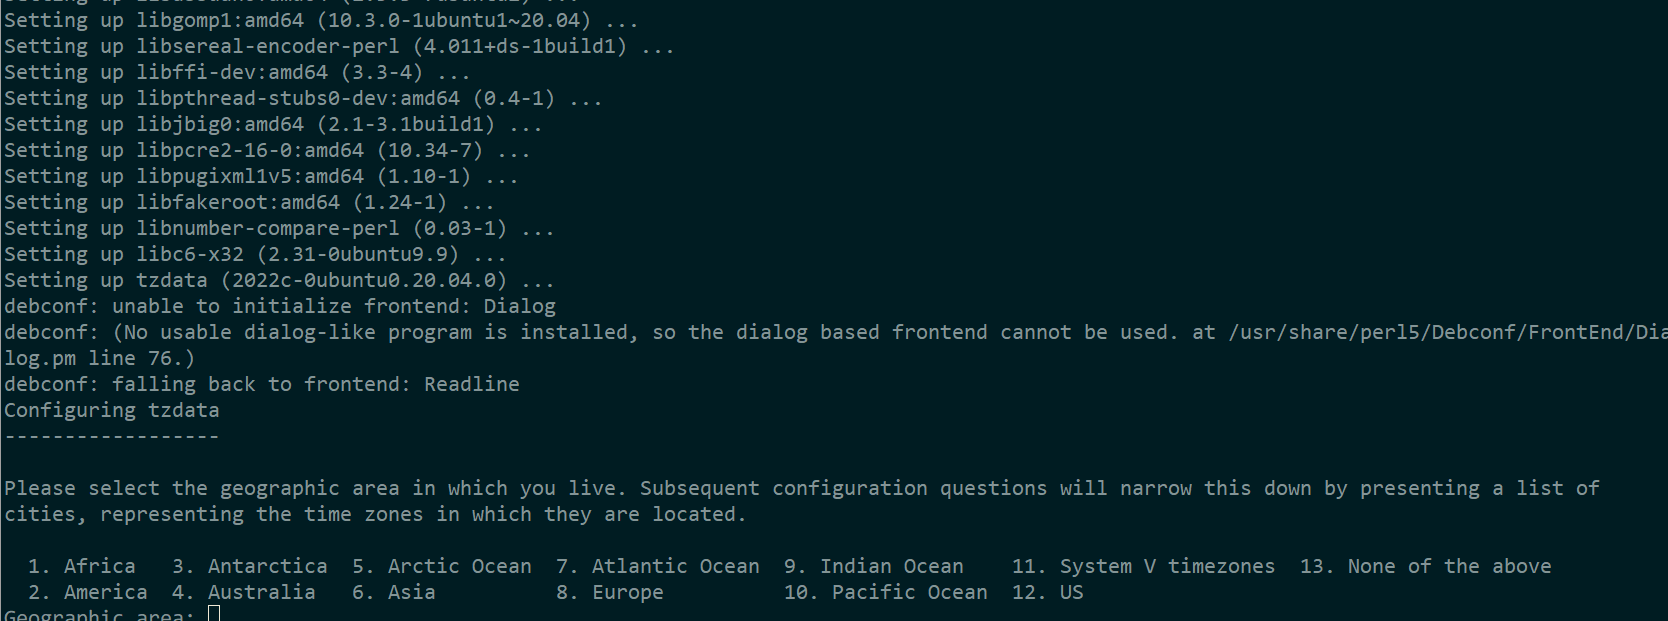 Setting up libgomp1:amd64 (10.3.0-1ubuntu1~20.04) ...
Setting up libsereal-encoder-perl (4.011+ds-1build1) ...
Setting up libffi-dev:amd64 (3.3-4) ...
Setting up libpthread-stubs0-dev:amd64 (0.4-1) ...
Setting up libjbig0:amd64 (2.1-3.1build1) ...
Setting up libpcre2-16-0:amd64 (10.34-7) ...
Setting up libpugixml1v5:amd64 (1.10-1) ...
Setting up libfakeroot:amd64 (1.24-1) ...
Setting up libnumber-compare-perl (0.03-1) ...
Setting up libc6-x32 (2.31-0ubuntu9.9) ...
Setting up tzdata (2022c-0ubuntu0.20.04.0) ...
debconf: unable to initialize frontend: Dialog
debconf: (No usable dialog-like program is installed, so the dialog based frontend cannot be used. at /usr/share/perl5/Debconf/FrontEnd/Dia
log.pm line 76.)
debconf: falling back to frontend: Readline
Configuring tzdata
------------------
Please select the geographic area in which you live. Subsequent configuration questions will narrow this down by presenting a list of
cities, representing the time zones in which they are located.
1. Africa 3. Antarctica 5. Arctic Ocean 7. Atlantic Ocean 9. Indian Ocean 11. System V timezones 13. None of the above
2. America 4. Australia 6. Asia 8. Europe 10. Pacific Ocean 12. US
Geographic area: